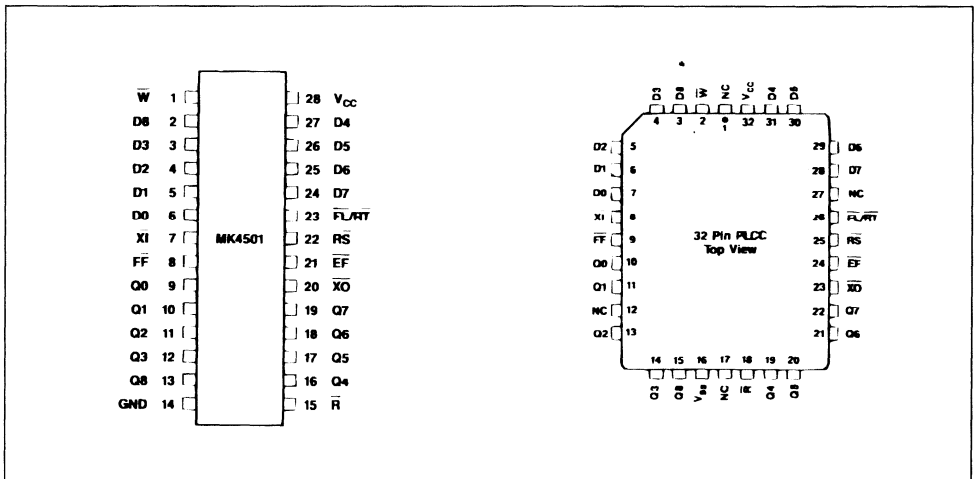 W̅ 1
D8 2
D3 3
D2 4
D1 5
D0 6
X̅I̅ 7
F̅F̅ 8
Q0 9
Q1 10
Q2 11
Q3 12
Q8 13
GND 14
MK4501
28 VCC
27 D4
26 D5
25 D6
24 D7
23 F̅L̅/R̅T̅
22 R̅S̅
21 E̅F̅
20 X̅O̅
19 Q7
18 Q6
17 Q5
16 Q4
15 R̅
D3 D8 W̅ NC VCC D4 D5
4 3 2 1 32 31 30
D2 5
D1 6
D0 7
XI 8
F̅F̅ 9
Q0 10
Q1 11
NC 12
Q2 13
32 Pin PLCC
Top View
29 D6
28 D7
27 NC
26 F̅L̅/R̅T̅
25 R̅S̅
24 E̅F̅
23 X̅O̅
22 Q7
21 Q6
14 15 16 17 18 19 20
Q3 Q8 VSS NC R̅ Q4 Q5